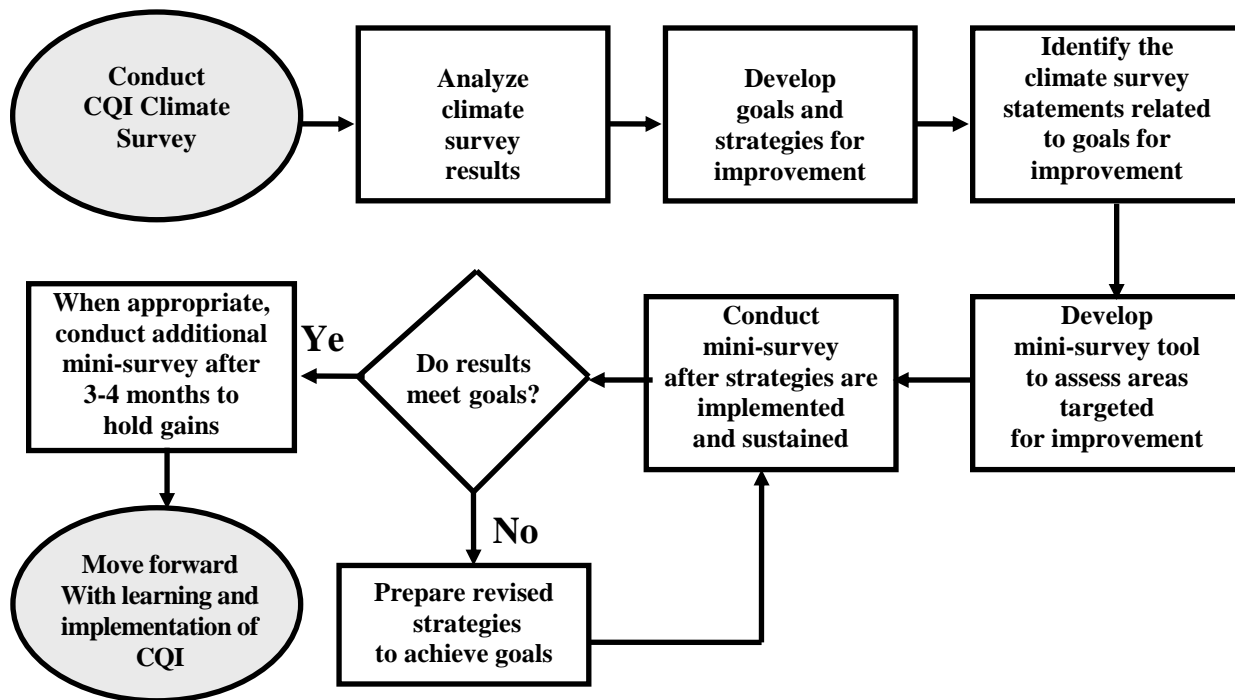 Conduct
CQI Climate
Survey
Analyze
climate
survey
results
Develop
goals and
strategies for
improvement
Identify the
climate survey
statements related
to goals for
improvement
Develop
mini-survey tool
to assess areas
targeted
for improvement
Conduct
mini-survey
after strategies are
implemented
and sustained
Do results
meet goals?
Ye
When appropriate,
conduct additional
mini-survey after
3-4 months to
hold gains
No
Prepare revised
strategies
to achieve goals
Move forward
With learning and
implementation of
CQI